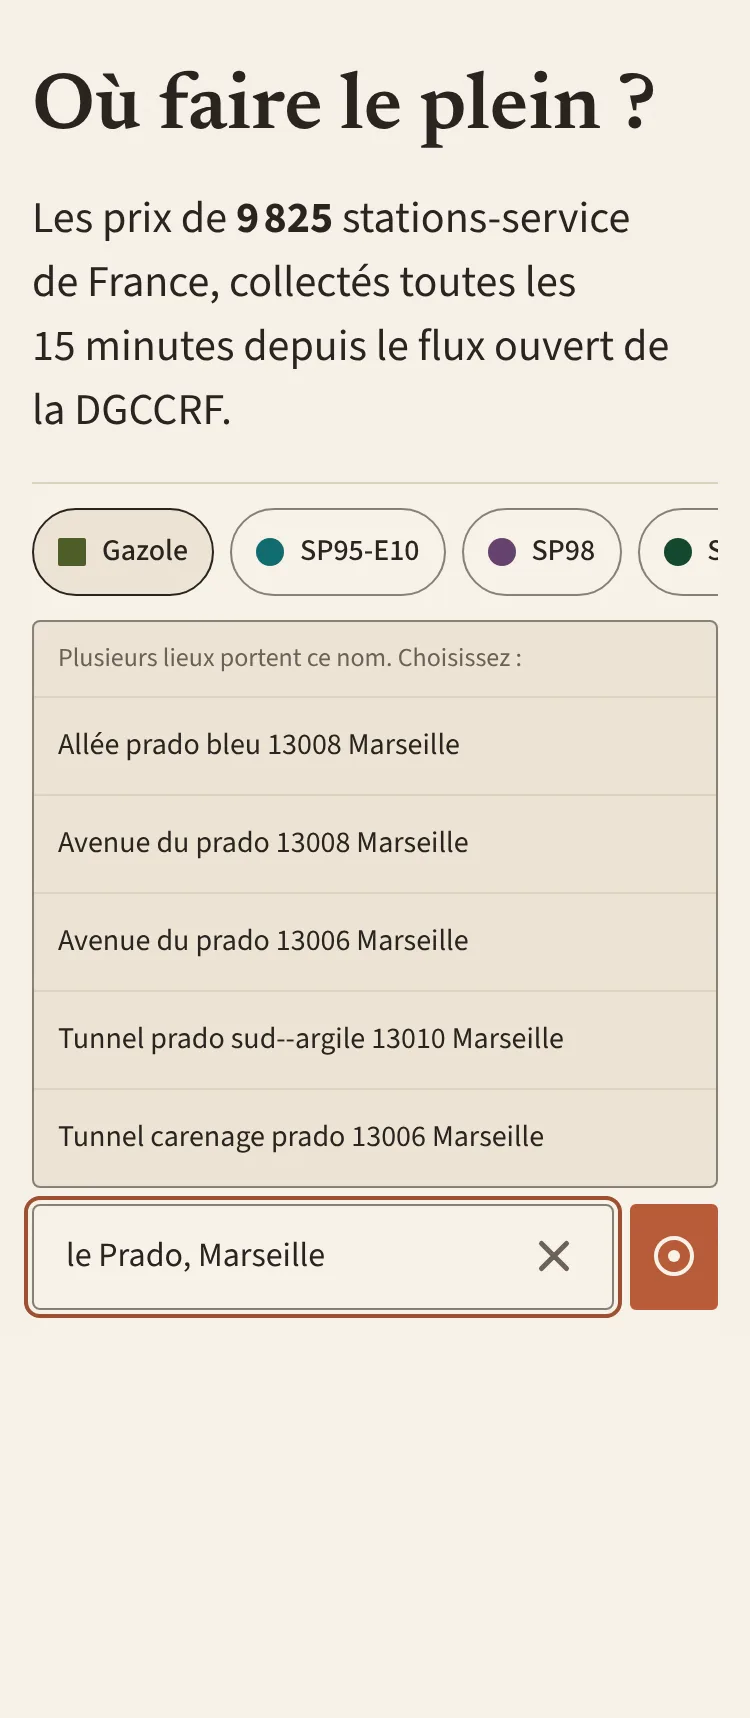 Où faire le plein ?
Les prix de 9 825 stations-service
de France, collectés toutes les
15 minutes depuis le flux ouvert de
la DGCCRF.
Gazole SP95-E10 SP98 S
Plusieurs lieux portent ce nom. Choisissez :
Allée prado bleu 13008 Marseille
Avenue du prado 13008 Marseille
Avenue du prado 13006 Marseille
Tunnel prado sud--argile 13010 Marseille
Tunnel carenage prado 13006 Marseille
le Prado, Marseille